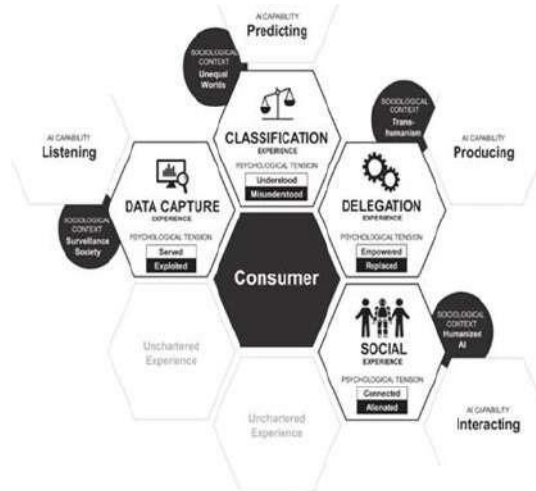 AI CAPABILITY
Predicting
SOCIOLOGICAL
CONTEXT
Unequal
Worlds
CLASSIFICATION
EXPERIENCE
PSYCHOLOGICAL TENSION
Understood
Misunderstood
SOCIOLOGICAL
CONTEXT
Trans-
humanism
AI CAPABILITY
Listening
AI CAPABILITY
Producing
DATA CAPTURE
EXPERIENCE
PSYCHOLOGICAL TENSION
Served
Exploited
SOCIOLOGICAL
CONTEXT
Surveillance
Society
DELEGATION
EXPERIENCE
PSYCHOLOGICAL TENSION
Empowered
Replaced
Consumer
SOCIAL
EXPERIENCE
PSYCHOLOGICAL TENSION
Connected
Alienated
SOCIOLOGICAL
CONTEXT
Humanized
AI
AI CAPABILITY
Interacting
Unchartered
Experience
Unchartered
Experience